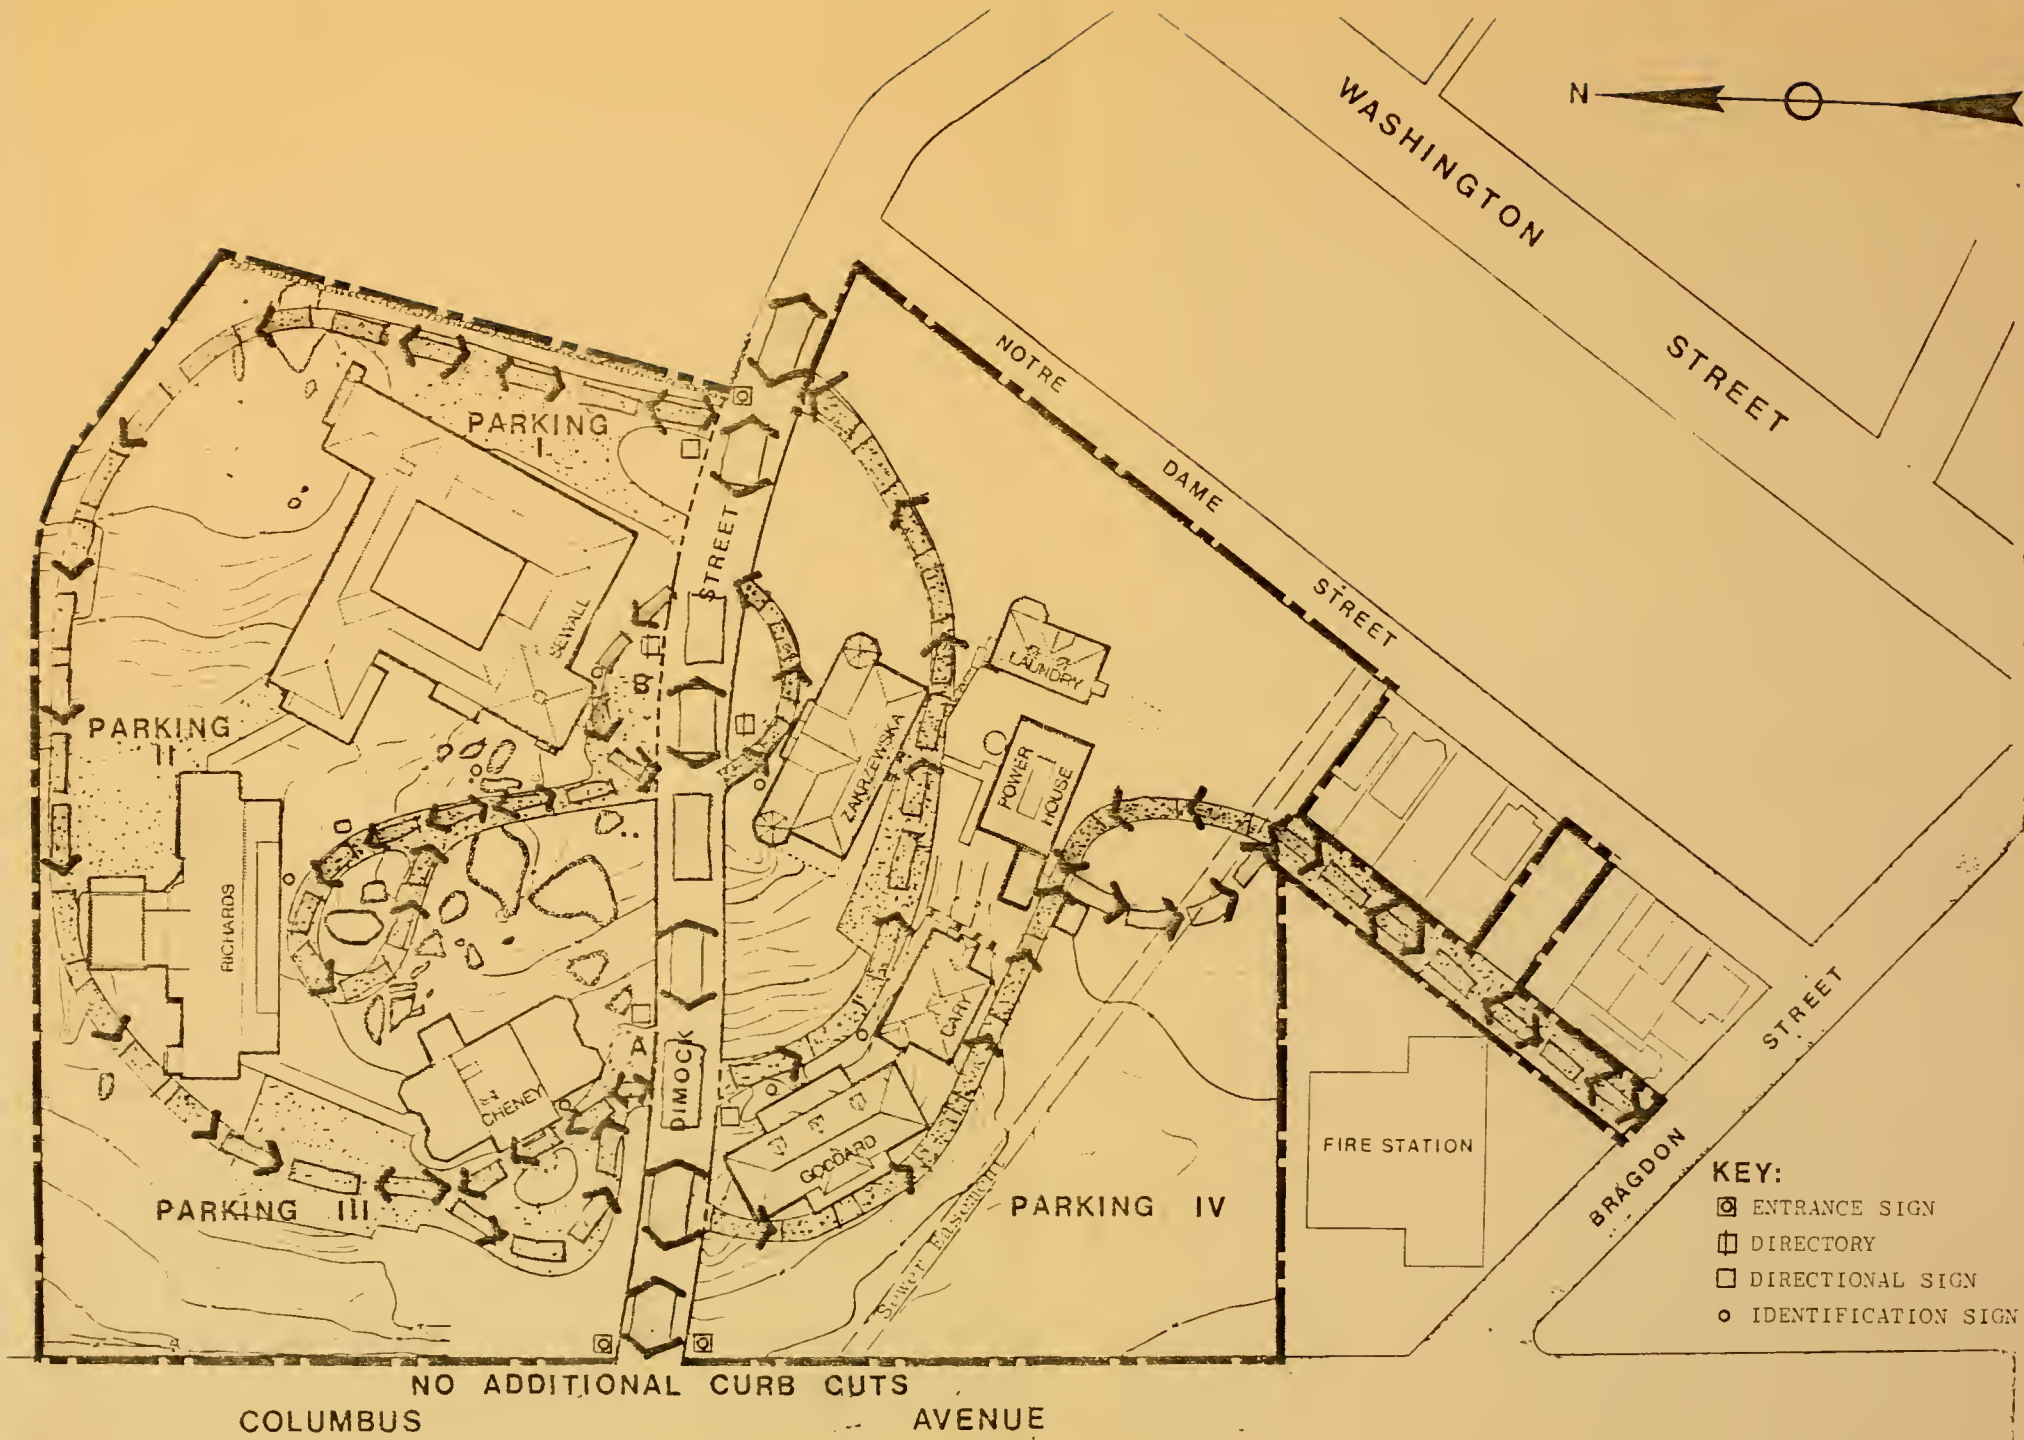 N
WASHINGTON
STREET
NOTRE
DAME
STREET
PARKING
I
STREET
SEWALL
B
LAUNDRY
ZAKRZEWSKA
POWER
HOUSE
PARKING
II
RICHARDS
CARY
A
DIMOCK
CHENEY
GODDARD
FIRE STATION
STREET
BRAGDON
PARKING III
PARKING IV
Sewer Easement
KEY:
ENTRANCE SIGN
DIRECTORY
DIRECTIONAL SIGN
IDENTIFICATION SIGN
NO ADDITIONAL CURB CUTS
COLUMBUS AVENUE